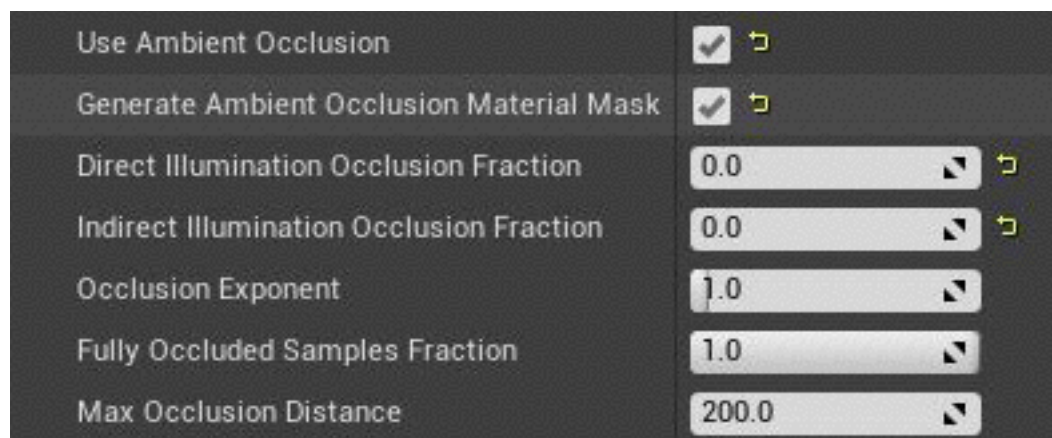 Use Ambient Occlusion
Generate Ambient Occlusion Material Mask
Direct Illumination Occlusion Fraction 0.0
Indirect Illumination Occlusion Fraction 0.0
Occlusion Exponent 1.0
Fully Occluded Samples Fraction 1.0
Max Occlusion Distance 200.0